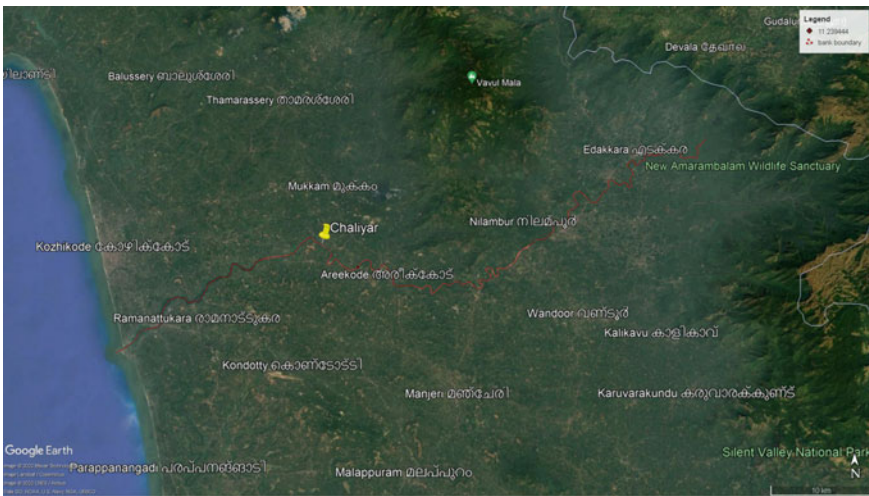 Gudalur
Legend
11.239444
bank boundary
Devala ദേവാല
Balussery ബാലുശ്ശേരി
Vavul Mala
Thamarassery താമരശ്ശേരി
Edakkara എടക്കര
New Amarambalam Wildlife Sanctuary
Mukkam മുക്കം
Nilambur നിലമ്പൂർ
Chaliyar
Kozhikode കോഴിക്കോട്
Areekode അരീക്കോട്
Ramanattukara രാമനാട്ടുകര
Wandoor വണ്ടൂർ
Kalikavu കാളികാവ്
Kondotty കൊണ്ടോട്ടി
Manjeri മഞ്ചേരി
Karuvarakundu കരുവാരക്കുണ്ട്
Google Earth
Silent Valley National Park
Parappanangadi പരപ്പനങ്ങാടി
Malappuram മലപ്പുറം
N
10 km